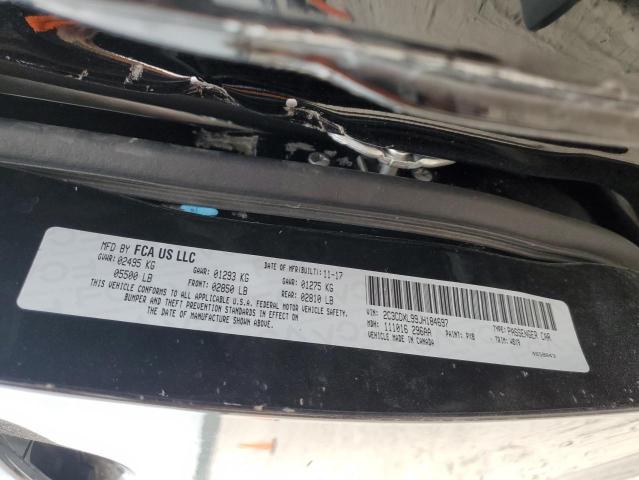 MFD BY FCA US LLC DATE OF MFR(BUILT): 11-17
GVWR: 02495 KG GAWR: 01293 KG GAWR: 01275 KG
05500 LB FRONT: 02850 LB REAR: 02810 LB
THIS VEHICLE CONFORMS TO ALL APPLICABLE U.S.A. FEDERAL MOTOR VEHICLE SAFETY,
BUMPER AND THEFT PREVENTION STANDARDS IN EFFECT ON
THE DATE OF MANUFACTURE SHOWN ABOVE.
VIN: 2C3CDXL99JH184697 TYPE: PASSENGER CAR
MDH: 111016 296AA PAINT: PX8 TRIM: X5X9
VEHICLE MADE IN CANADA